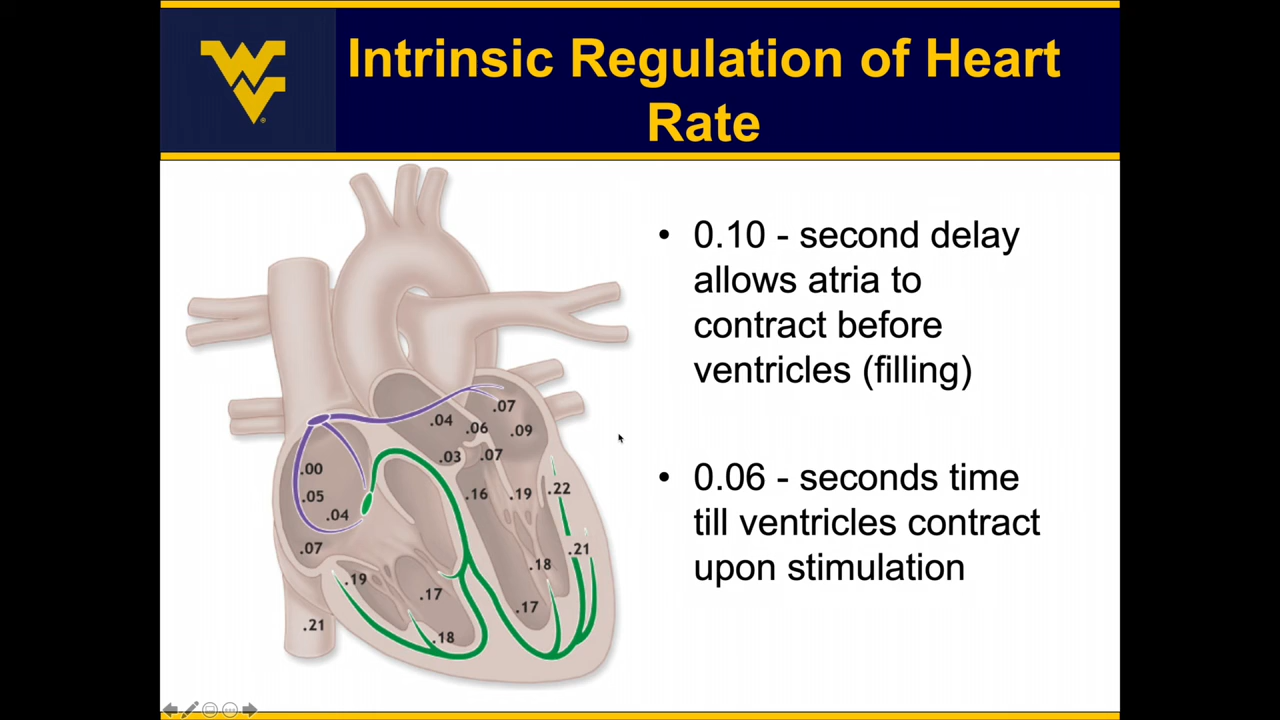 Intrinsic Regulation of Heart
Rate
• 0.10 - second delay
allows atria to
contract before
ventricles (filling)
• 0.06 - seconds time
till ventricles contract
upon stimulation
.07
.04
.06
.09
.03
.07
.00
.05
.04
.16
.19
.22
.07
.21
.19
.18
.17
.17
.21
.18
WV